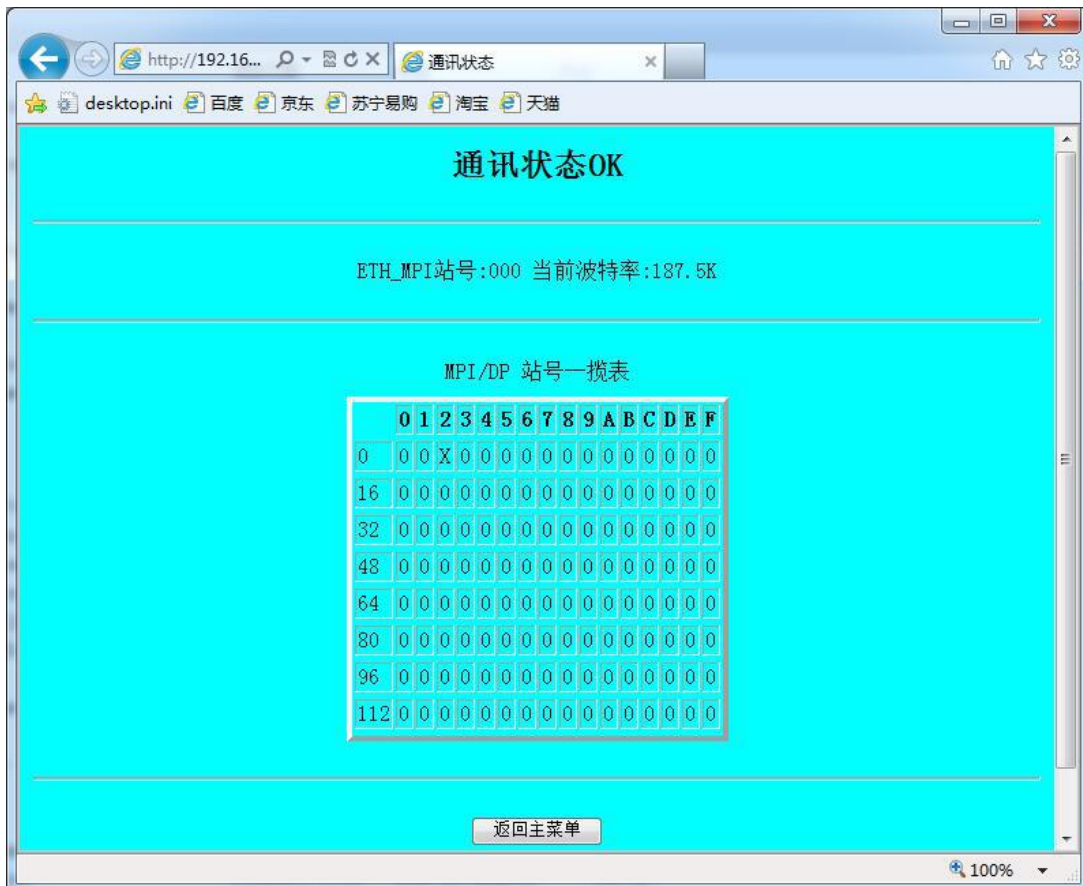 http://192.16... 通讯状态
desktop.ini 百度 京东 苏宁易购 淘宝 天猫
通讯状态OK
ETH_MPI站号:000 当前波特率:187.5K
MPI/DP 站号一揽表
0 1 2 3 4 5 6 7 8 9 A B C D E F
0 0 0 X 0 0 0 0 0 0 0 0 0 0 0 0 0
16 0 0 0 0 0 0 0 0 0 0 0 0 0 0 0 0
32 0 0 0 0 0 0 0 0 0 0 0 0 0 0 0 0
48 0 0 0 0 0 0 0 0 0 0 0 0 0 0 0 0
64 0 0 0 0 0 0 0 0 0 0 0 0 0 0 0 0
80 0 0 0 0 0 0 0 0 0 0 0 0 0 0 0 0
96 0 0 0 0 0 0 0 0 0 0 0 0 0 0 0 0
112 0 0 0 0 0 0 0 0 0 0 0 0 0 0 0 0
返回主菜单
100%